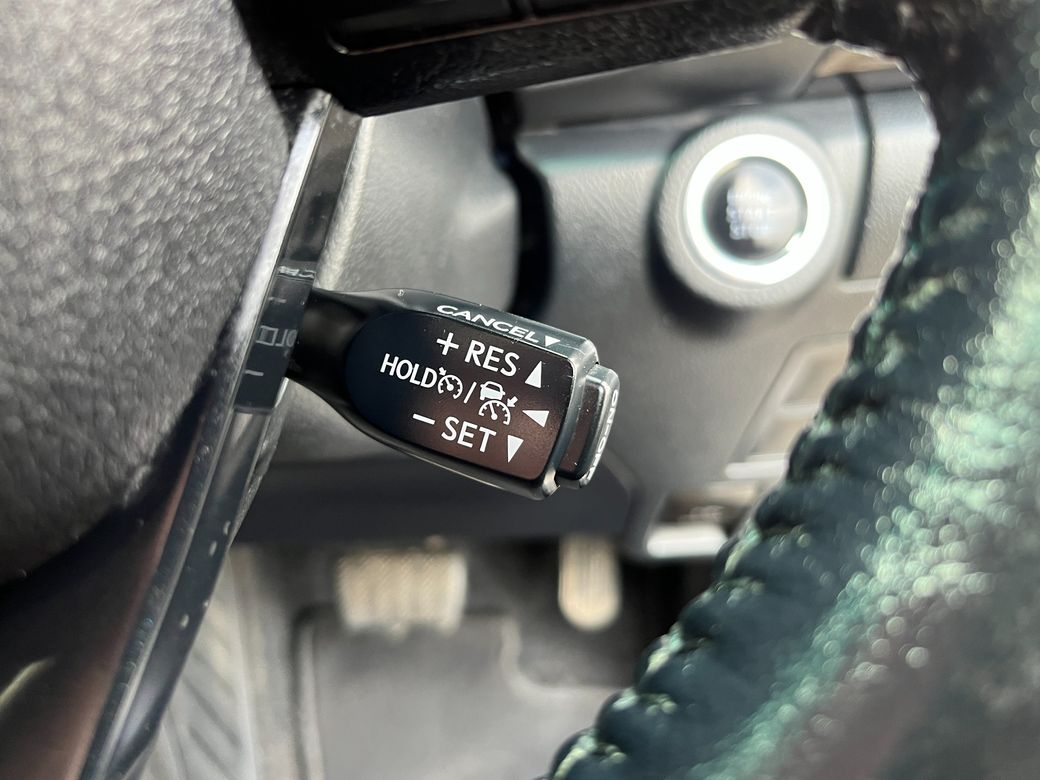 CANCEL▼
+ RES ▲
HOLD / ◀
− SET ▼